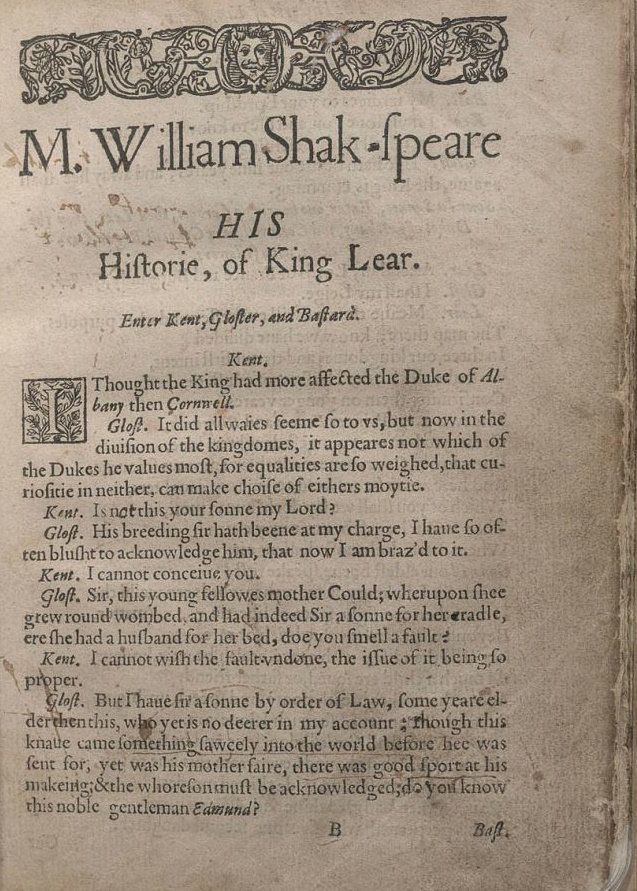 M. William Shak-ſpeare
HIS
Hiſtorie, of King Lear.
Enter Kent, Gloſter, and Baſtard.
Kent.
I Thought the King had more affected the Duke of Al-
bany then Cornwell.
Gloſt. It did allwaies ſeeme ſo to vs, but now in the
diuiſion of the kingdomes, it appeares not which of
the Dukes he values moſt, for equalities are ſo weighed, that cu-
rioſitie in neither, can make choiſe of eithers moytie.
Kent. Is not this your ſonne my Lord?
Gloſt. His breeding ſir hath beene at my charge, I haue ſo of-
ten bluſht to acknowledge him, that now I am braz'd to it.
Kent. I cannot conceiue you.
Gloſt. Sir, this young fellowes mother Could; wherupon ſhee
grew round wombed, and had indeed Sir a ſonne for her cradle,
ere ſhe had a huſband for her bed, doe you ſmell a fault?
Kent. I cannot wiſh the fault vndone, the iſſue of it being ſo
proper.
Gloſt. But I haue ſir a ſonne by order of Law, ſome yeare el-
der then this, who yet is no deerer in my account; though this
knaue came ſomething ſawcely into the world before hee was
ſent for, yet was his mother faire, there was good ſport at his
makeing; & the whoreſon muſt be acknowledged; do you know
this noble gentleman Edmund?
B Baſt.